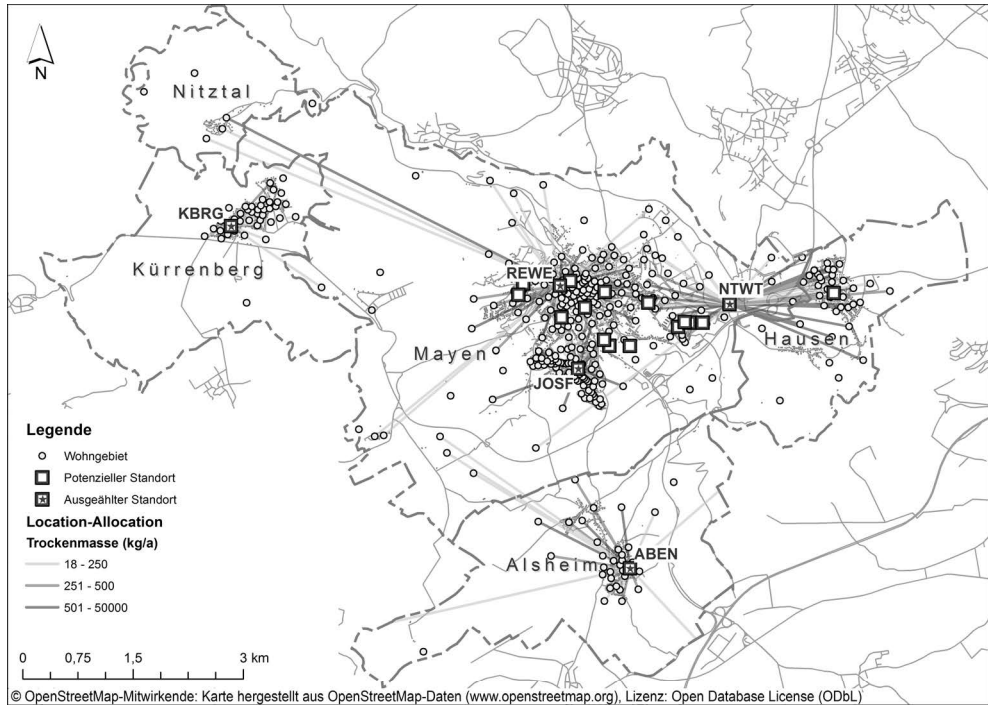 N
Nitztal
KBRG
Kürrenberg
REWE
NTWT
Mayen
Hausen
JOSF
Legende
Wohngebiet
Potenzieller Standort
Ausgeählter Standort
Location-Allocation
Trockenmasse (kg/a)
18 - 250
251 - 500
501 - 50000
ABEN
Alsheim
0 0,75 1,5 3 km
© OpenStreetMap-Mitwirkende: Karte hergestellt aus OpenStreetMap-Daten (www.openstreetmap.org), Lizenz: Open Database License (ODbL)